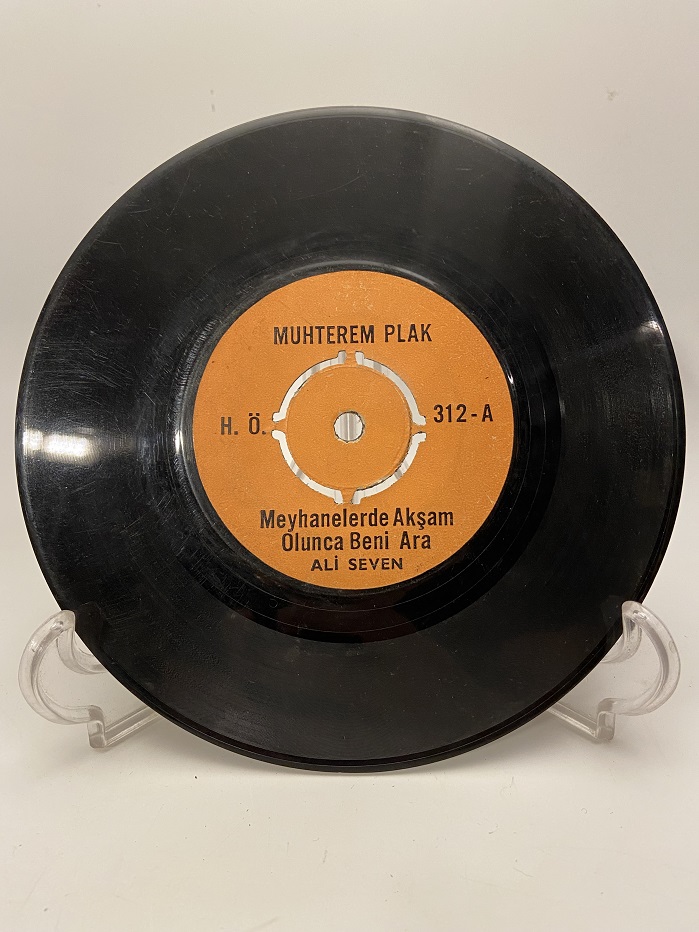 MUHTEREM PLAK
H. Ö. 312-A
Meyhanelerde Akşam
Olunca Beni Ara
ALİ SEVEN